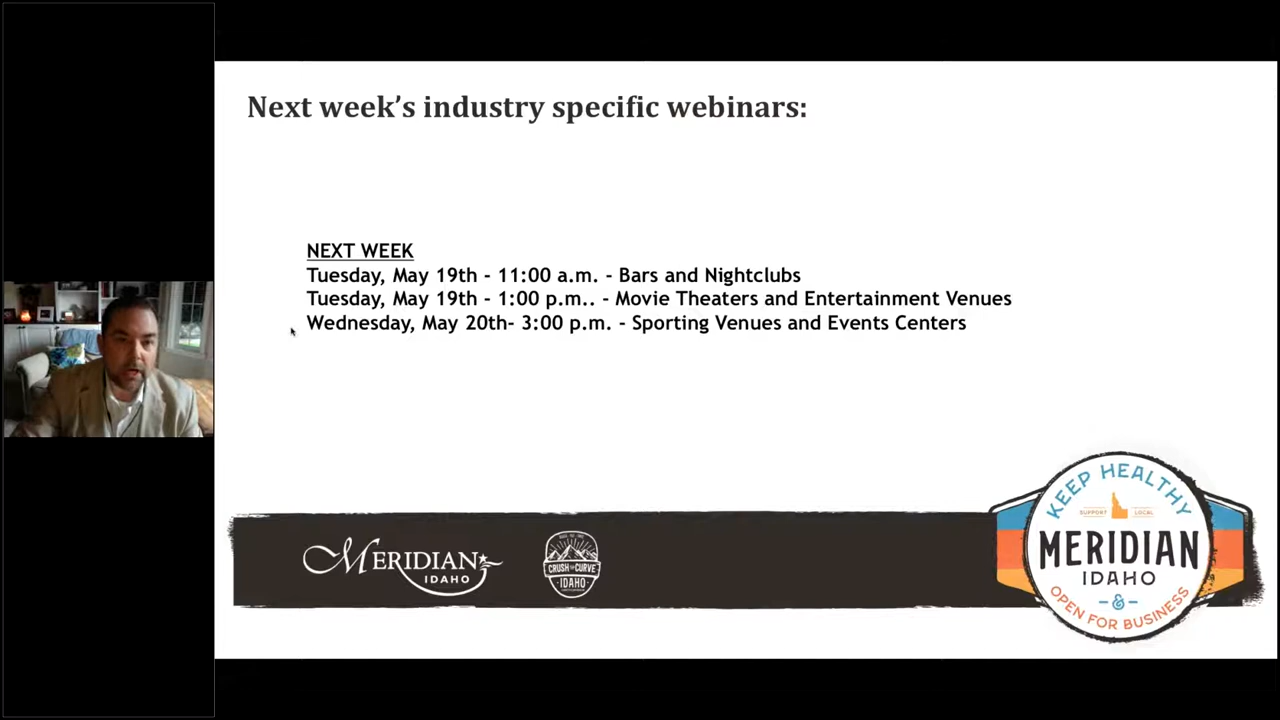 Next week’s industry specific webinars:
NEXT WEEK
Tuesday, May 19th - 11:00 a.m. - Bars and Nightclubs
Tuesday, May 19th - 1:00 p.m.. - Movie Theaters and Entertainment Venues
Wednesday, May 20th- 3:00 p.m. - Sporting Venues and Events Centers
MERIDIAN
IDAHO
CRUSH THE CURVE
IDAHO
KEEP HEALTHY
SUPPORT LOCAL
MERIDIAN
IDAHO
&
OPEN FOR BUSINESS